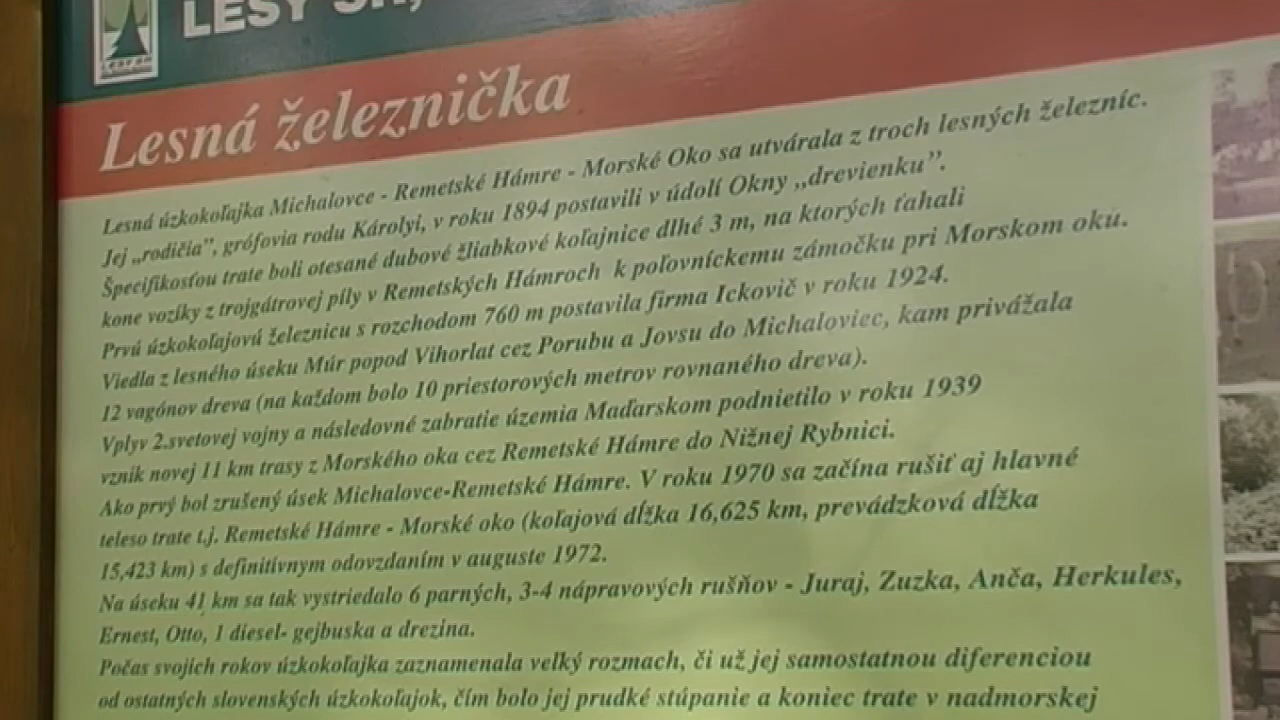 LESY SR,
Lesná železnička
Lesná úzkokoľajka Michalovce - Remetské Hámre - Morské Oko sa utvárala z troch lesných železníc.
Jej „rodičia”, grófovia rodu Károlyi, v roku 1894 postavili v údolí Okny „drevienku”.
Špecifikosťou trate boli otesané dubové žliabkové koľajnice dlhé 3 m, na ktorých ťahali
kone vozíky z trojgátrovej píly v Remetských Hámroch k poľovníckemu zámočku pri Morskom oku.
Prvú úzkokoľajovú železnicu s rozchodom 760 m postavila firma Ickovič v roku 1924.
Viedla z lesného úseku Múr popod Vihorlat cez Porubu a Jovsu do Michaloviec, kam privážala
12 vagónov dreva (na každom bolo 10 priestorových metrov rovnaného dreva).
Vplyv 2.svetovej vojny a následovné zabratie územia Maďarskom podnietilo v roku 1939
vznik novej 11 km trasy z Morského oka cez Remetské Hámre do Nižnej Rybnici.
Ako prvý bol zrušený úsek Michalovce-Remetské Hámre. V roku 1970 sa začína rušiť aj hlavné
teleso trate t.j. Remetské Hámre - Morské oko (koľajová dĺžka 16,625 km, prevádzková dĺžka
15,423 km) s definitívnym odovzdaním v auguste 1972.
Na úseku 41 km sa tak vystriedalo 6 parných, 3-4 nápravových rušňov - Juraj, Zuzka, Anča, Herkules,
Ernest, Otto, 1 diesel- gejbuska a drezina.
Počas svojich rokov úzkokoľajka zaznamenala veľký rozmach, či už jej samostatnou diferenciou
od ostatných slovenských úzkokoľajok, čím bolo jej prudké stúpanie a koniec trate v nadmorskej